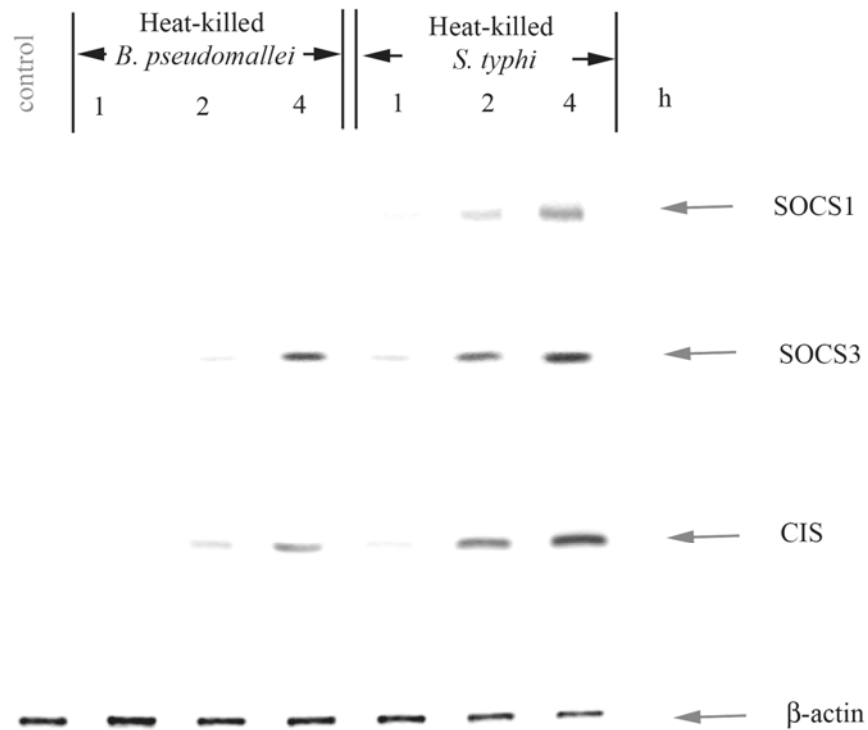 control
Heat-killed
B. pseudomallei
Heat-killed
S. typhi
1 2 4 1 2 4 h
SOCS1
SOCS3
CIS
β-actin